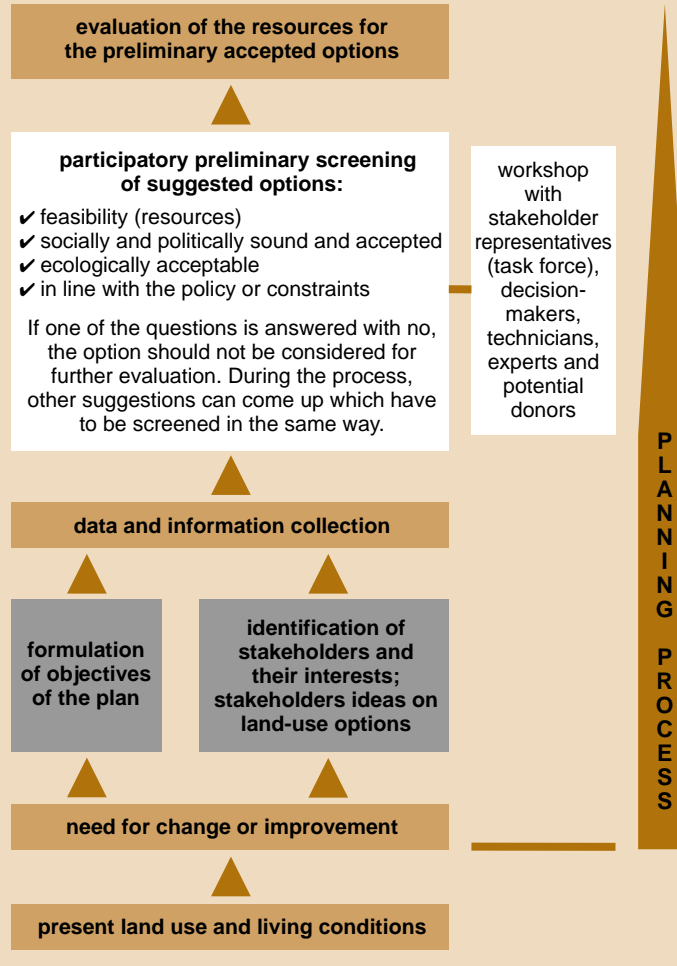 evaluation of the resources for
the preliminary accepted options
participatory preliminary screening
of suggested options:
✔ feasibility (resources)
✔ socially and politically sound and accepted
✔ ecologically acceptable
✔ in line with the policy or constraints
If one of the questions is answered with no,
the option should not be considered for
further evaluation. During the process,
other suggestions can come up which have
to be screened in the same way.
workshop
with
stakeholder
representatives
(task force),
decision-
makers,
technicians,
experts and
potential
donors
data and information collection
formulation
of objectives
of the plan
identification of
stakeholders and
their interests;
stakeholders ideas on
land-use options
need for change or improvement
present land use and living conditions
PLANNING PROCESS